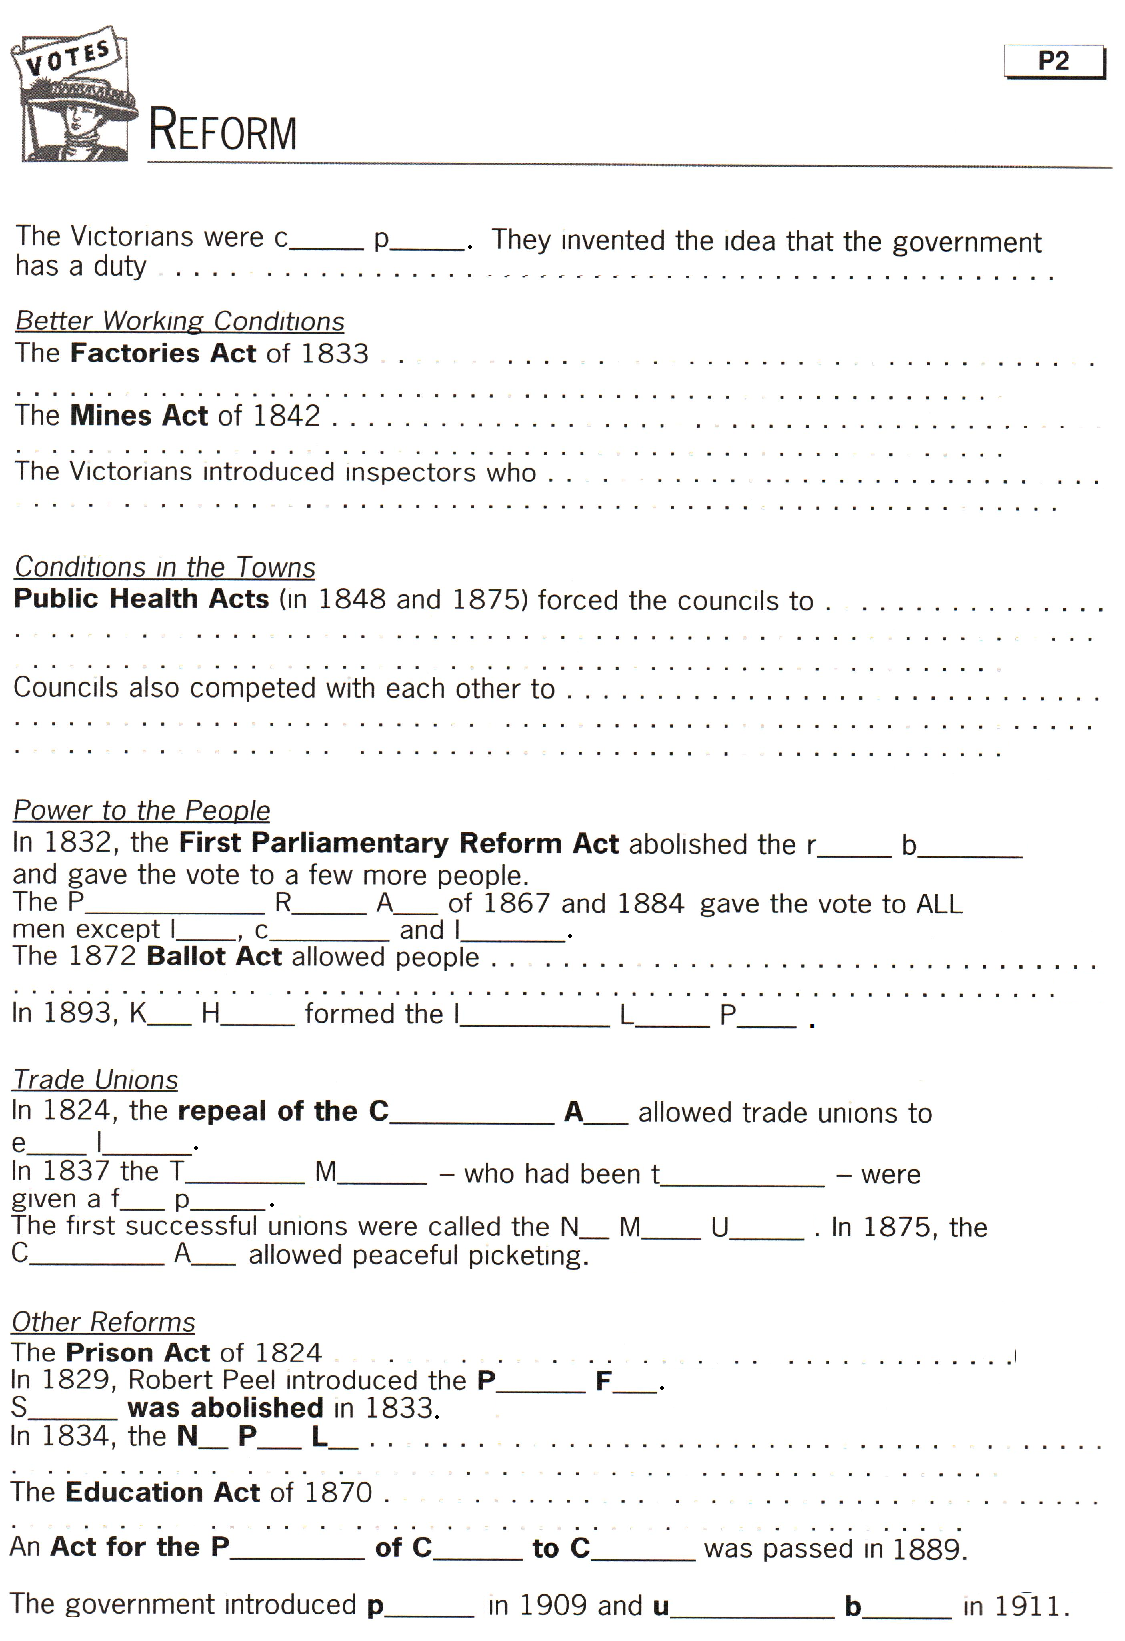 VOTES
P2
REFORM
The Victorians were c_____ p_____. They invented the idea that the government
has a duty . . . . . . . . . . . . . . . . . . . .
Better Working Conditions
The Factories Act of 1833 . . . . . . . . . . . . . . . . . . . .
. . . . . . . . . . . . . . . . . . . .
The Mines Act of 1842 . . . . . . . . . . . . . . . . . . . .
. . . . . . . . . . . . . . . . . . . .
The Victorians introduced inspectors who . . . . . . . . . . . . . . . . . . . .
. . . . . . . . . . . . . . . . . . . .
Conditions in the Towns
Public Health Acts (in 1848 and 1875) forced the councils to . . . . . . . . . . . . . . .
. . . . . . . . . . . . . . . . . . . .
. . . . . . . . . . . . . . . . . . . .
Councils also competed with each other to . . . . . . . . . . . . . . . . . . . .
. . . . . . . . . . . . . . . . . . . .
. . . . . . . . . . . . . . . . . . . .
Power to the People
In 1832, the First Parliamentary Reform Act abolished the r_____ b_______
and gave the vote to a few more people.
The P______________ R_____ A___ of 1867 and 1884 gave the vote to ALL
men except l____, c________ and l_______.
The 1872 Ballot Act allowed people . . . . . . . . . . . . . . . . . . . .
. . . . . . . . . . . . . . . . . . . .
In 1893, K___ H_____ formed the I__________ L_____ P____ .
Trade Unions
In 1824, the repeal of the C___________ A___ allowed trade unions to
e____ l______.
In 1837 the T________ M______ – who had been t___________ – were
given a f___ p_____.
The first successful unions were called the N__ M____ U_____ . In 1875, the
C_________ A___ allowed peaceful picketing.
Other Reforms
The Prison Act of 1824 . . . . . . . . . . . . . . . . . . . .
In 1829, Robert Peel introduced the P______ F___.
S______ was abolished in 1833.
In 1834, the N__ P___ L__ . . . . . . . . . . . . . . . . . . . .
. . . . . . . . . . . . . . . . . . . .
The Education Act of 1870 . . . . . . . . . . . . . . . . . . . .
. . . . . . . . . . . . . . . . . . . .
An Act for the P_________ of C______ to C_______ was passed in 1889.
The government introduced p______ in 1909 and u___________ b______ in 1911.